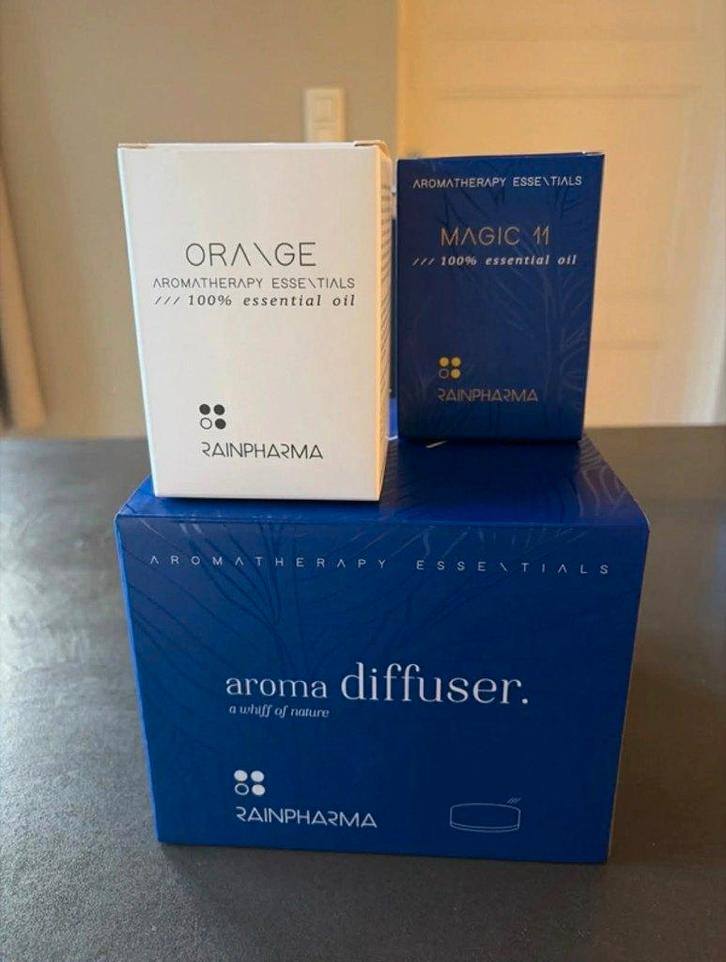 ORANGE
AROMATHERAPY ESSENTIALS
/// 100% essential oil
RAINPHARMA
AROMATHERAPY ESSENTIALS
MAGIC 11
/// 100% essential oil
RAINPHARMA
AROMATHERAPY ESSENTIALS
aroma diffuser.
a whiff of nature
RAINPHARMA